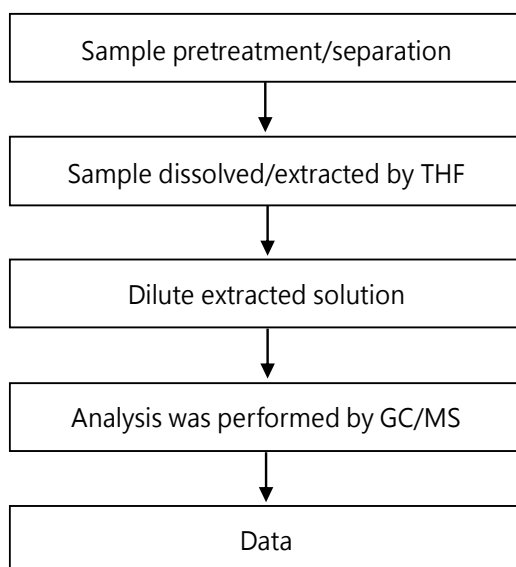 Sample pretreatment/separation
Sample dissolved/extracted by THF
Dilute extracted solution
Analysis was performed by GC/MS
Data